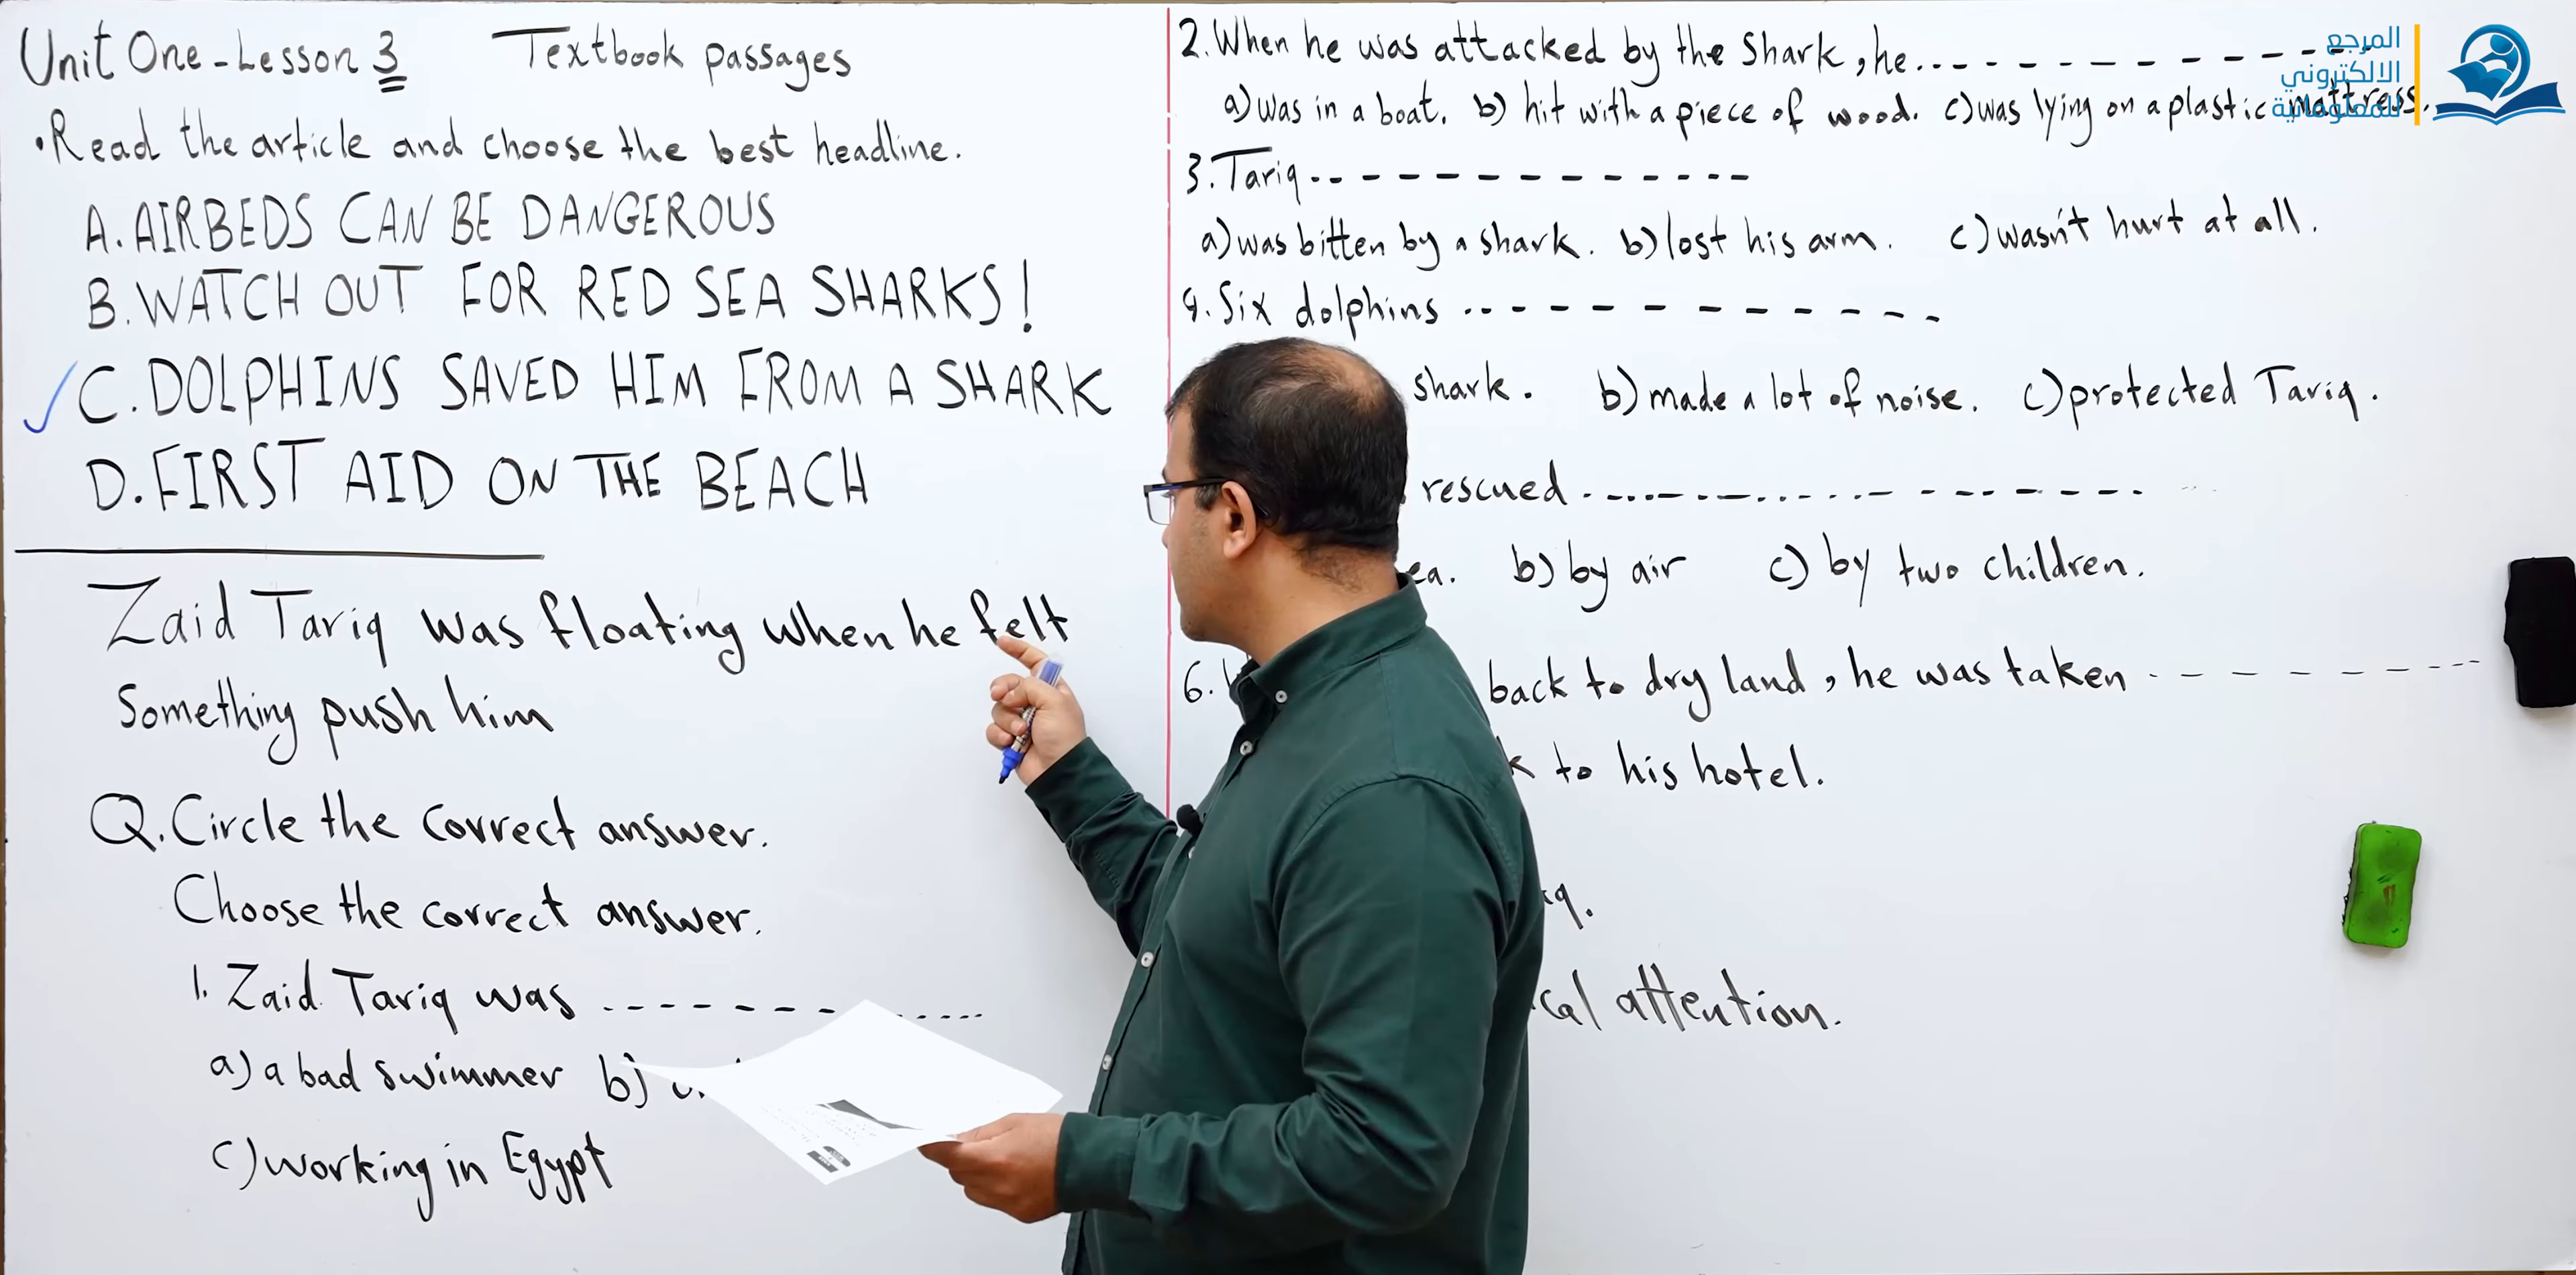 Unit One - Lesson 3 Textbook passages
• Read the article and choose the best headline.
A. AIRBEDS CAN BE DANGEROUS
B. WATCH OUT FOR RED SEA SHARKS!
✓ C. DOLPHINS SAVED HIM FROM A SHARK
D. FIRST AID ON THE BEACH
Zaid Tariq was floating when he felt
Something push him
Q. Circle the correct answer.
Choose the correct answer.
1. Zaid Tariq was - - - - - - - - - -
a) a bad swimmer b)
c) working in Egypt
2. When he was attacked by the Shark, he - - - - - - - - - -
a) was in a boat. b) hit with a piece of wood. c) was lying on a plastic mattress.
3. Tariq - - - - - - - - - -
a) was bitten by a shark. b) lost his arm. c) wasn't hurt at all.
4. Six dolphins - - - - - - - - - -
shark. b) made a lot of noise. c) protected Tariq.
rescued - - - - - - - - - -
b) by air c) by two children.
6. back to dry land, he was taken - - - - - - - - - -
to his hotel.
attention.
المرجع
الالكتروني
للمعلوماتية